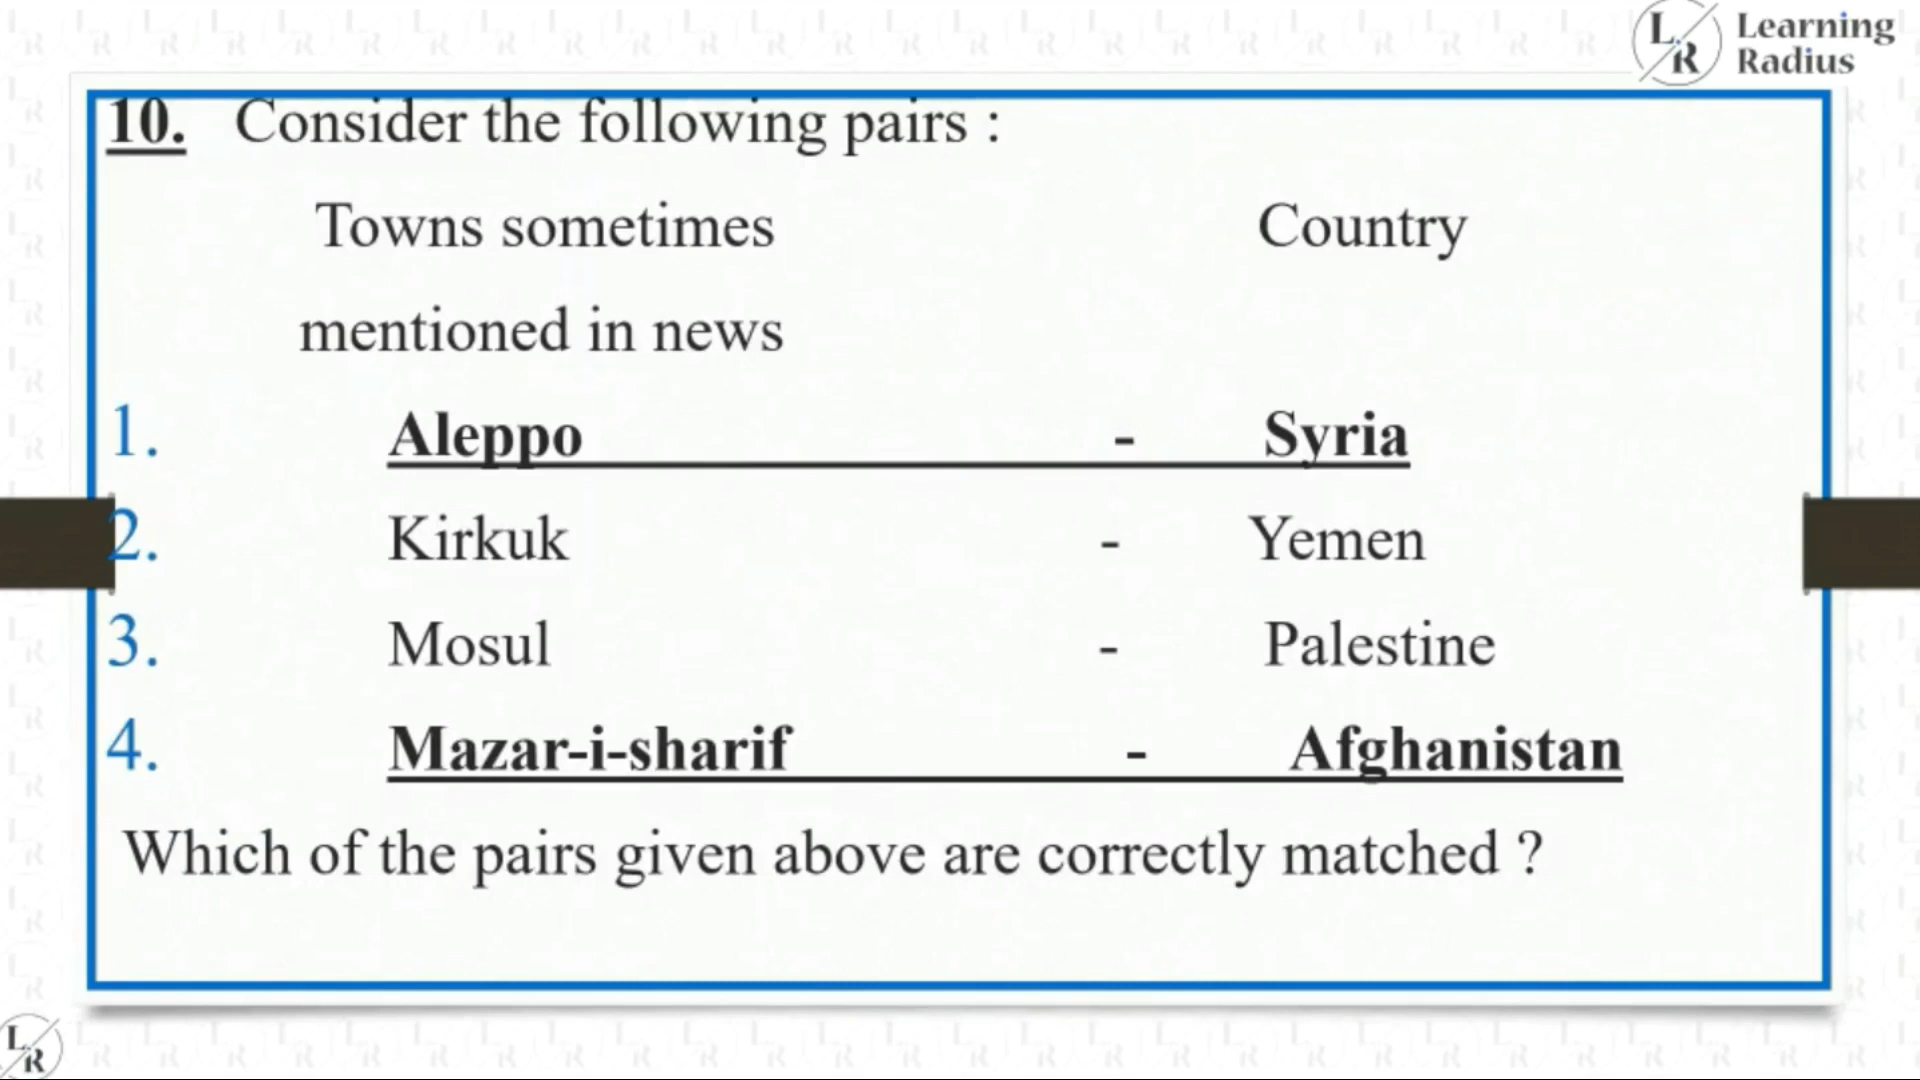 Learning
Radius
10. Consider the following pairs :
Towns sometimes Country
mentioned in news
1. Aleppo - Syria
2. Kirkuk - Yemen
3. Mosul - Palestine
4. Mazar-i-sharif - Afghanistan
Which of the pairs given above are correctly matched ?
LR